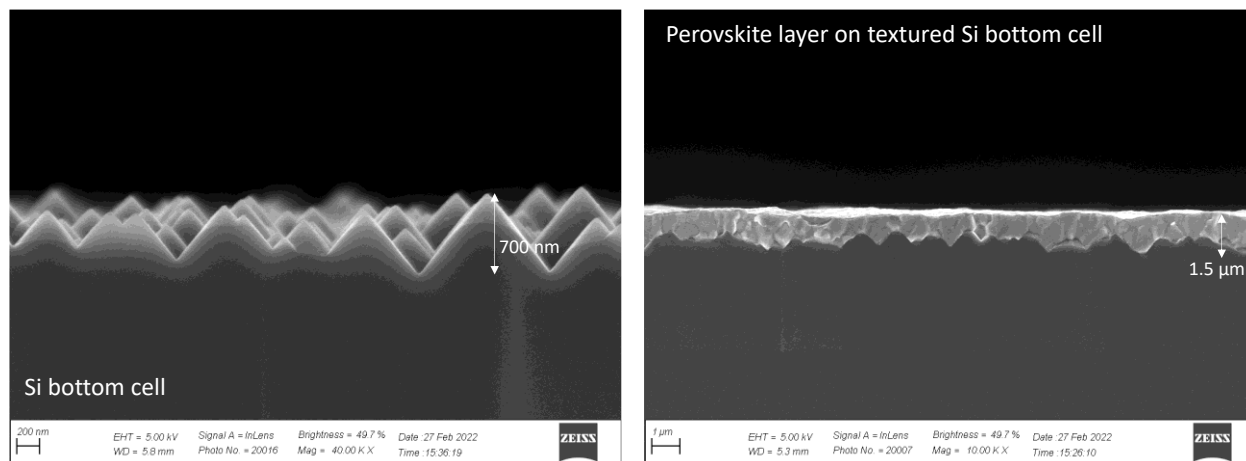 700 nm
Si bottom cell
200 nm
EHT = 5.00 kV
Signal A = InLens
Brightness = 49.7 %
Date :27 Feb 2022
WD = 5.8 mm
Photo No. = 20016
Mag = 40.00 K X
Time :15:36:19
ZEISS
Perovskite layer on textured Si bottom cell
1.5 µm
1 µm
EHT = 5.00 kV
Signal A = InLens
Brightness = 49.7 %
Date :27 Feb 2022
WD = 5.3 mm
Photo No. = 20007
Mag = 10.00 K X
Time :15:26:10
ZEISS